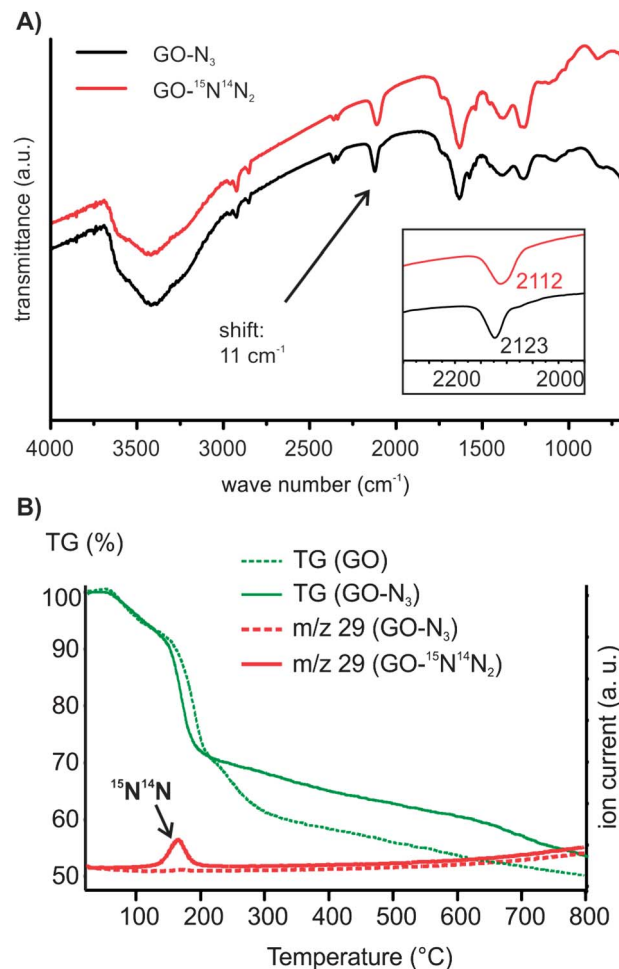 A)
GO-N₃
GO-¹⁵N¹⁴N₂
transmittance (a.u.)
shift:
11 cm⁻¹
2112
2123
2200 2000
4000 3500 3000 2500 2000 1500 1000
wave number (cm⁻¹)
B)
TG (%)
TG (GO)
TG (GO-N₃)
m/z 29 (GO-N₃)
m/z 29 (GO-¹⁵N¹⁴N₂)
100
90
80
70
60
50
¹⁵N¹⁴N
ion current (a. u.)
100 200 300 400 500 600 700 800
Temperature (°C)